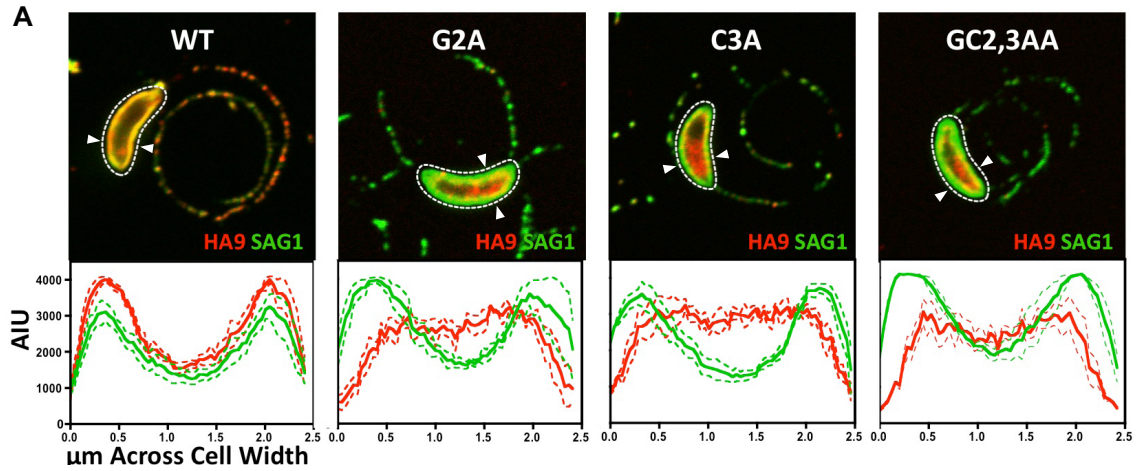 A
WT
G2A
C3A
GC2,3AA
HA9 SAG1
HA9 SAG1
HA9 SAG1
HA9 SAG1
AIU
4000
3000
2000
1000
0
0.0 0.5 1.0 1.5 2.0 2.5
0.0 0.5 1.0 1.5 2.0 2.5
0.0 0.5 1.0 1.5 2.0 2.5
0.0 0.5 1.0 1.5 2.0 2.5
µm Across Cell Width